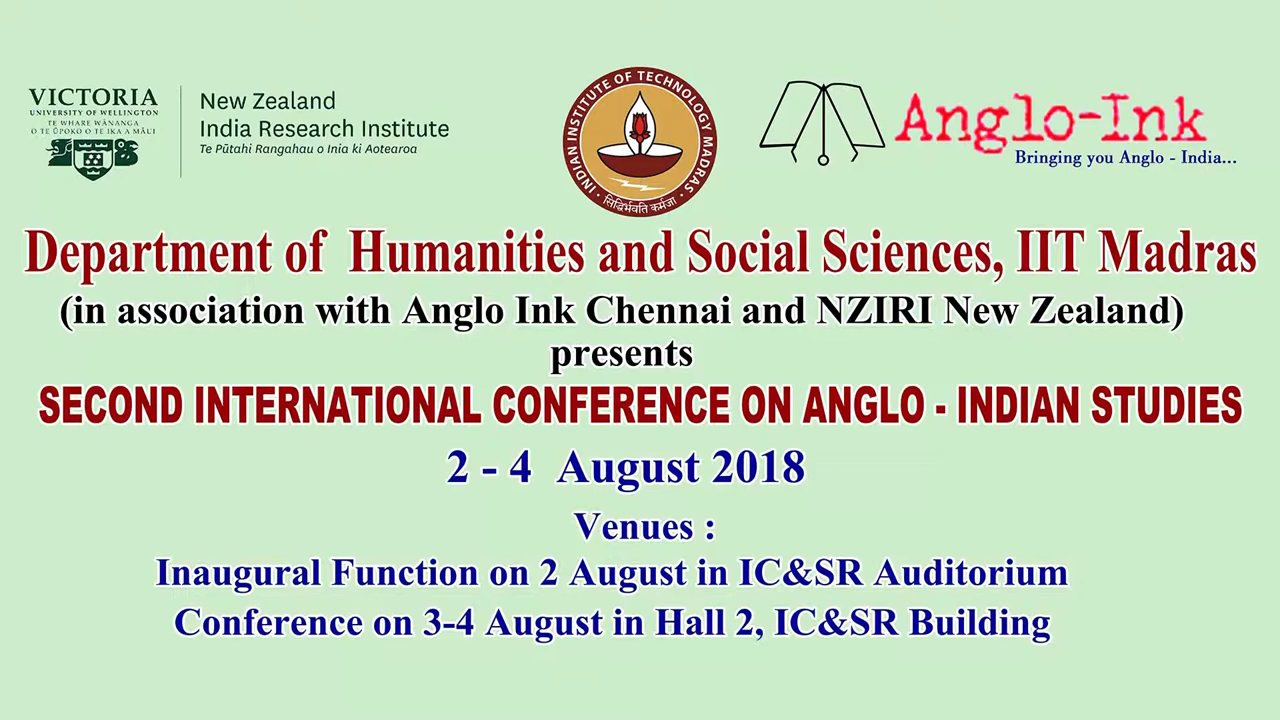 VICTORIA
UNIVERSITY OF WELLINGTON
TE WHARE WĀNANGA
O TE ŪPOKO O TE IKA A MĀUI
New Zealand
India Research Institute
Te Pūtahi Rangahau o Inia ki Aotearoa
INDIAN INSTITUTE OF TECHNOLOGY MADRAS
सिद्धिर्भवति कर्मजा
Anglo-Ink
Bringing you Anglo - India...
Department of Humanities and Social Sciences, IIT Madras
(in association with Anglo Ink Chennai and NZIRI New Zealand)
presents
SECOND INTERNATIONAL CONFERENCE ON ANGLO - INDIAN STUDIES
2 - 4 August 2018
Venues :
Inaugural Function on 2 August in IC&SR Auditorium
Conference on 3-4 August in Hall 2, IC&SR Building